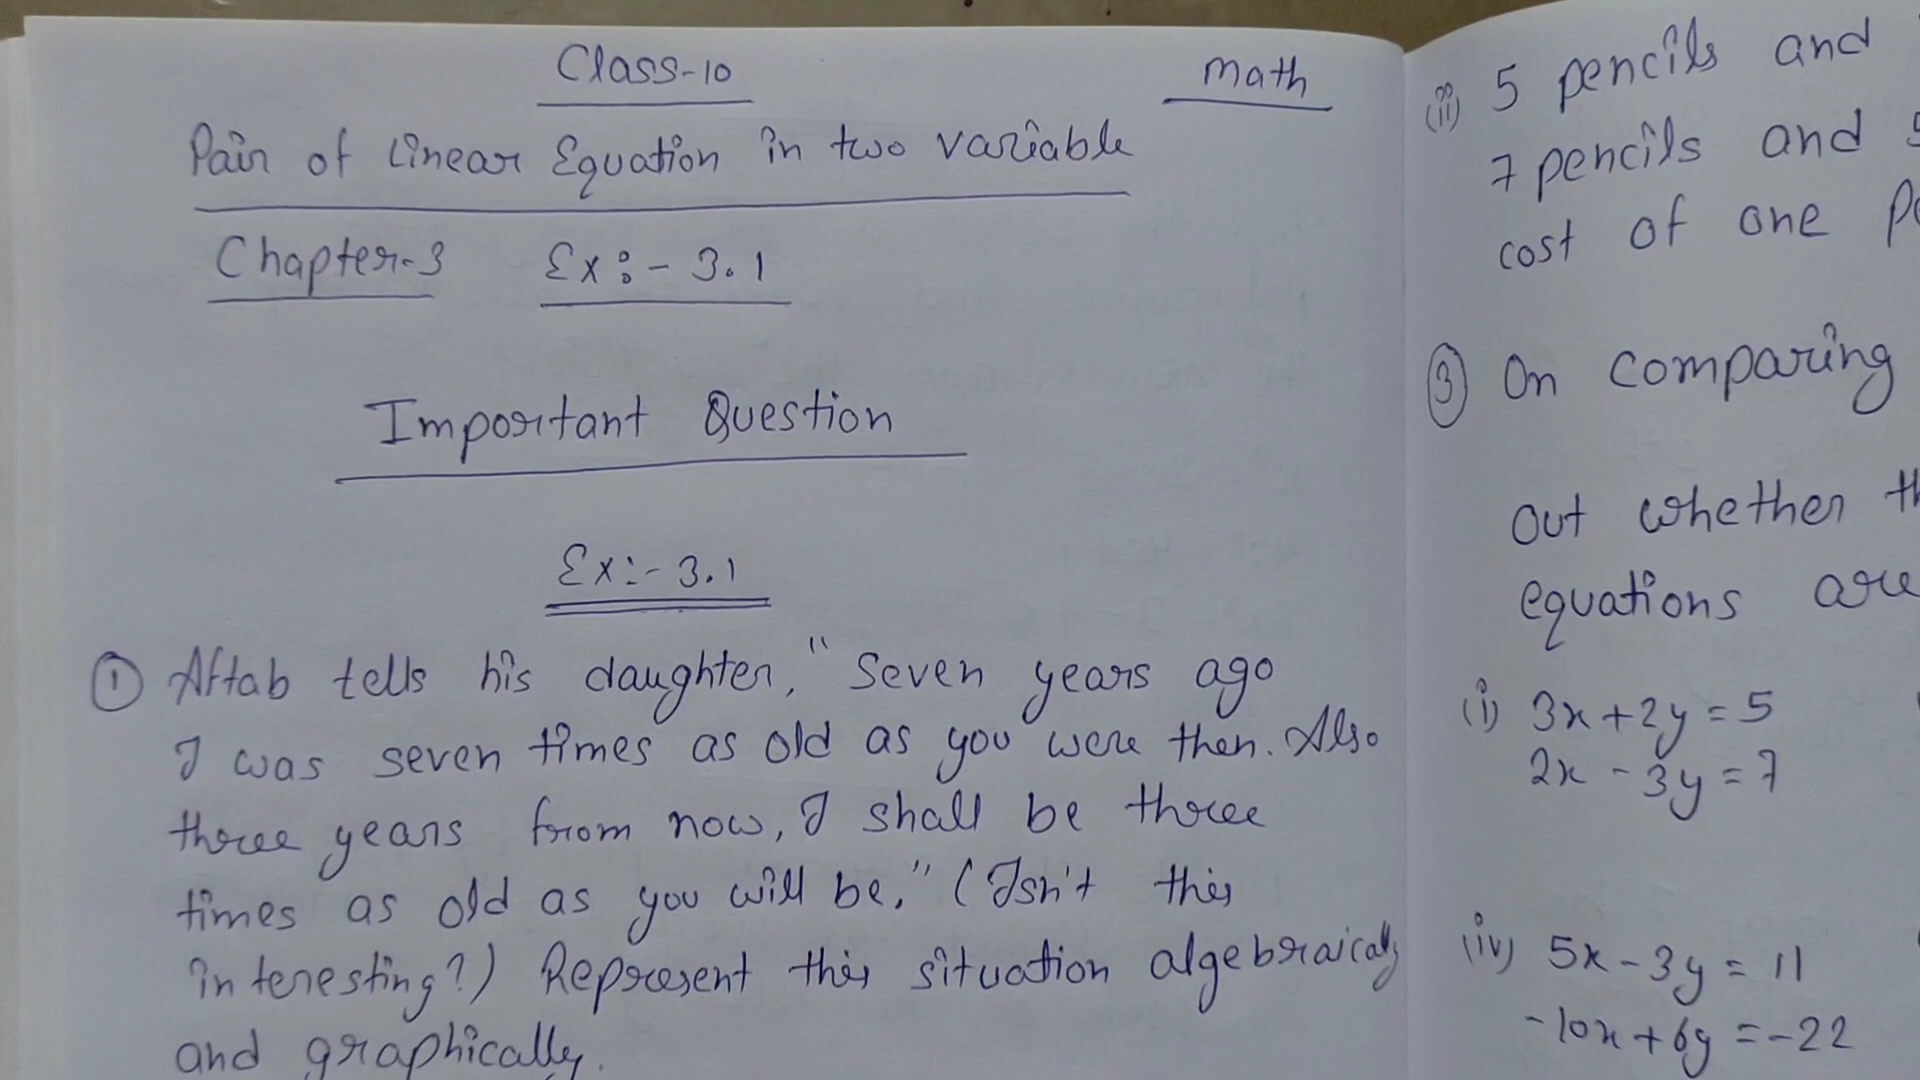 Class-10
Math
Pair of Linear Equation in two variable
Chapter-3 Ex:- 3.1
Important Question
Ex:- 3.1
① Aftab tells his daughter, "Seven years ago
I was seven times as old as you were then. Also
three years from now, I shall be three
times as old as you will be." (Isn't this
interesting?) Represent this situation algebraically
and graphically.
(ii) 5 pencils and
7 pencils and
cost of one
③ On comparing
out whether
equations are
(i) 3x + 2y = 5
2x - 3y = 7
(iv) 5x - 3y = 11
-10x + 6y = -22